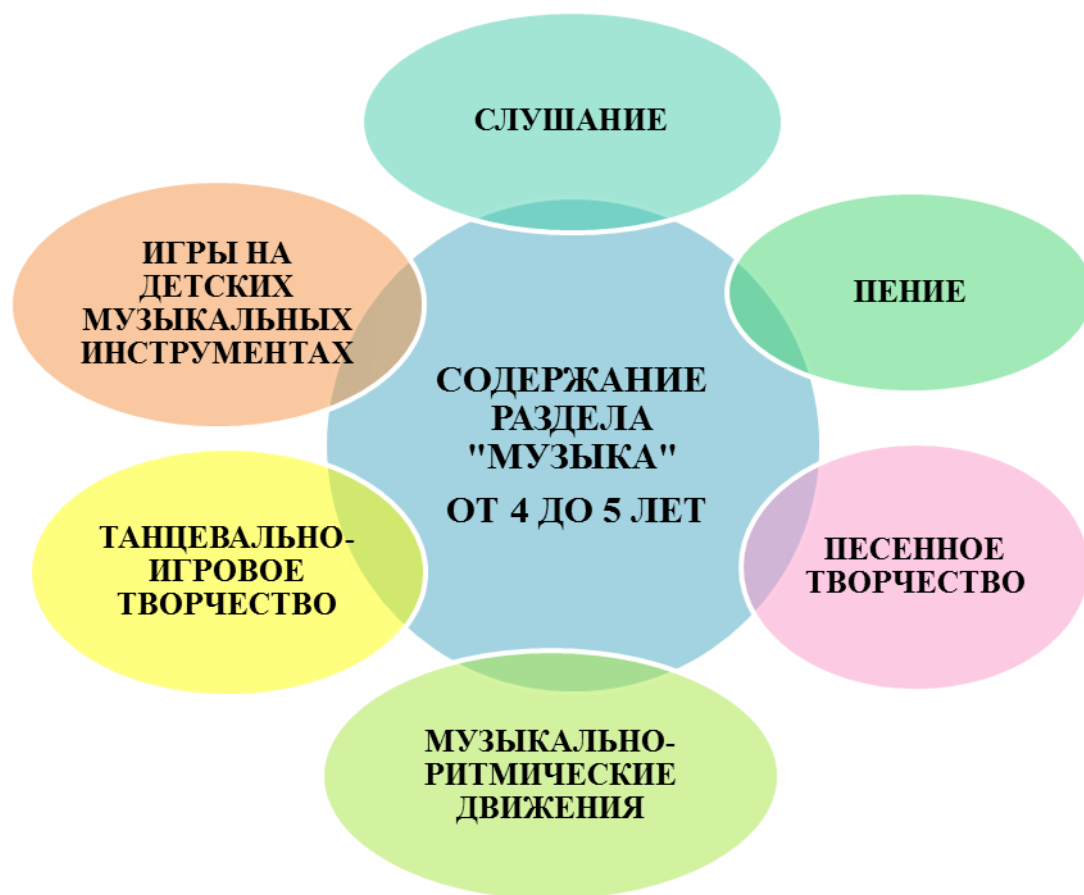 СЛУШАНИЕ
ПЕНИЕ
ПЕСЕННОЕ
ТВОРЧЕСТВО
МУЗЫКАЛЬНО-
РИТМИЧЕСКИЕ
ДВИЖЕНИЯ
ТАНЦЕВАЛЬНО-
ИГРОВОЕ
ТВОРЧЕСТВО
ИГРЫ НА
ДЕТСКИХ
МУЗЫКАЛЬНЫХ
ИНСТРУМЕНТАХ
СОДЕРЖАНИЕ
РАЗДЕЛА
"МУЗЫКА"
ОТ 4 ДО 5 ЛЕТ